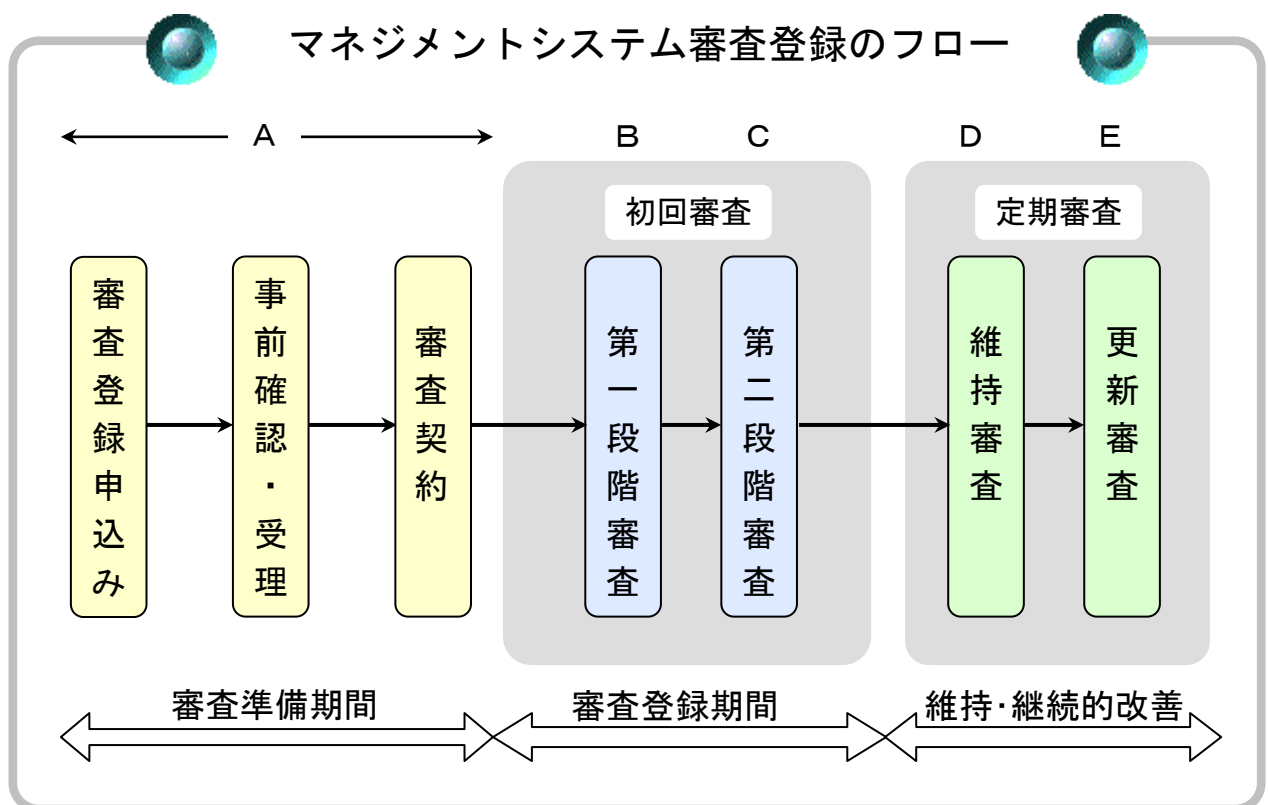 マネジメントシステム審査登録のフロー
A
B
C
D
E
初回審査
定期審査
審査登録申込み
事前確認・受理
審査契約
第一段階審査
第二段階審査
維持審査
更新審査
審査準備期間
審査登録期間
維持・継続的改善